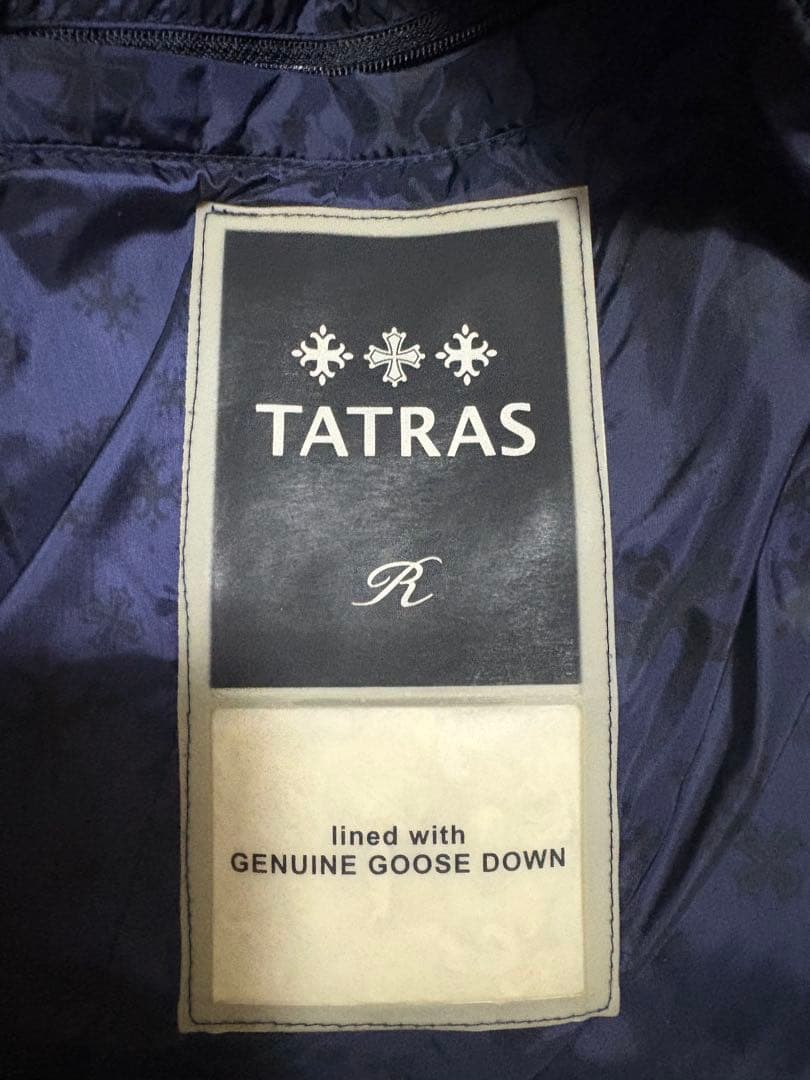 TATRAS
R
lined with
GENUINE GOOSE DOWN